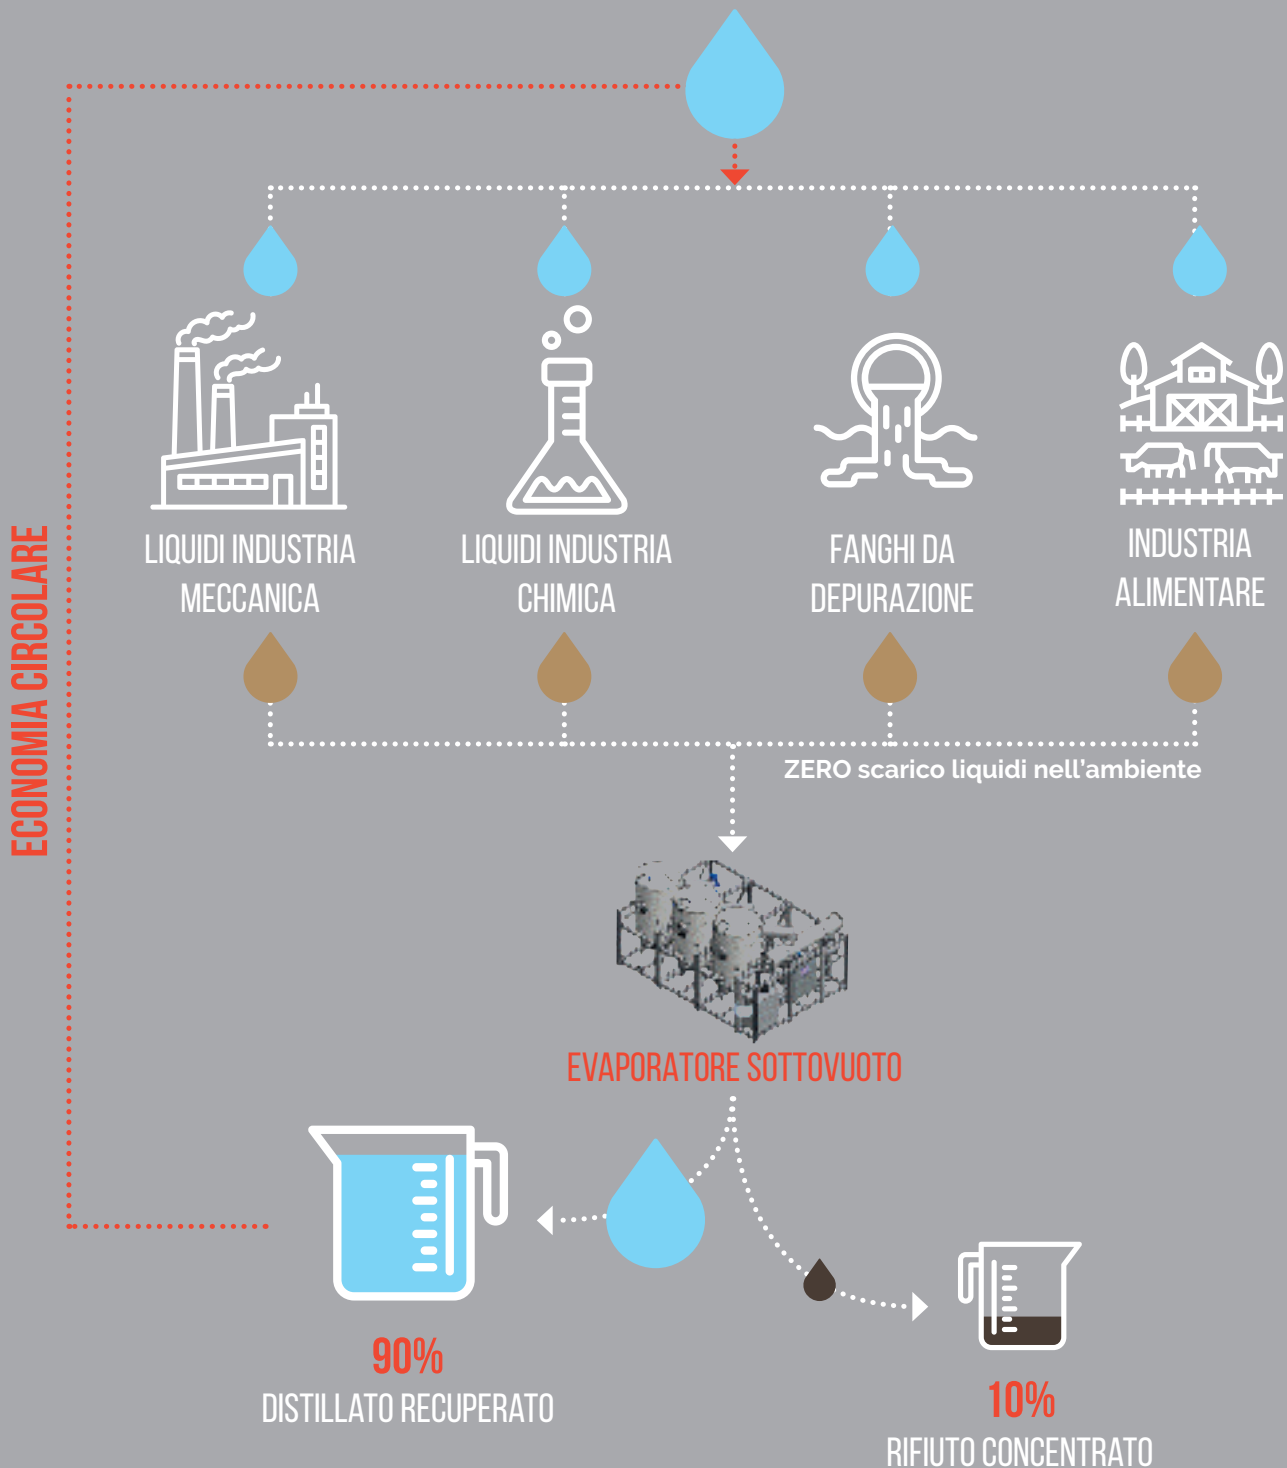 ECONOMIA CIRCOLARE
LIQUIDI INDUSTRIA
MECCANICA
LIQUIDI INDUSTRIA
CHIMICA
FANGHI DA
DEPURAZIONE
INDUSTRIA
ALIMENTARE
ZERO scarico liquidi nell'ambiente
EVAPORATORE SOTTOVUOTO
90%
DISTILLATO RECUPERATO
10%
RIFIUTO CONCENTRATO